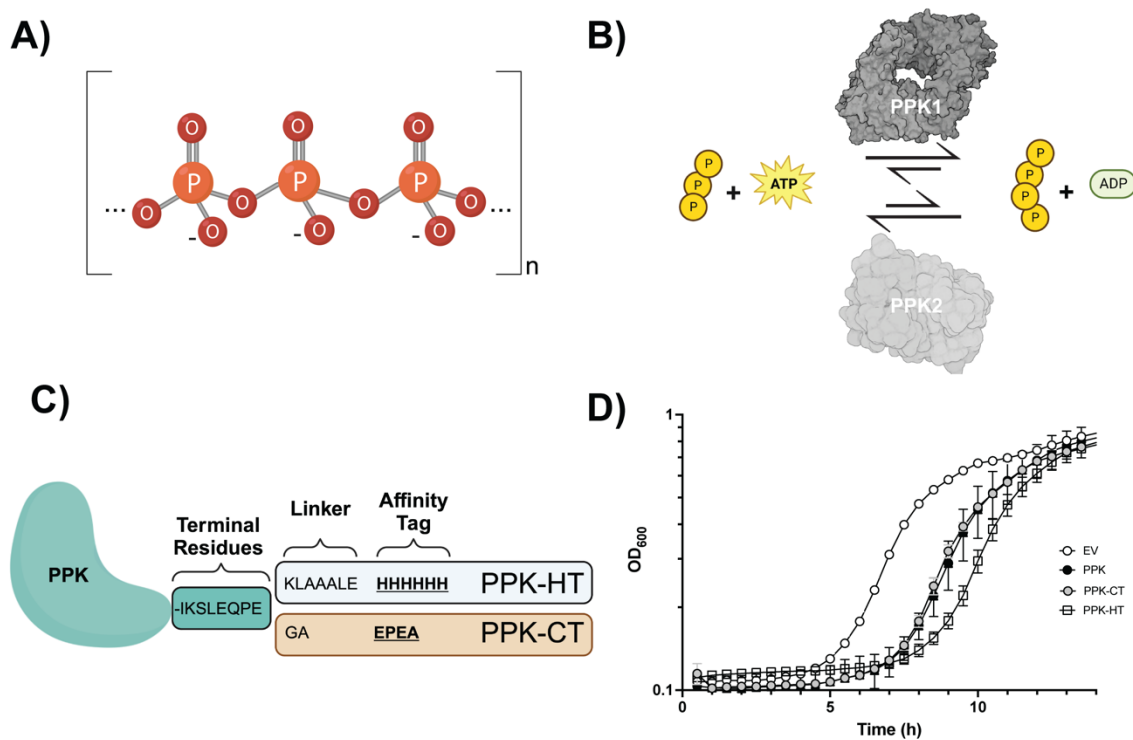 A)
O O O
P P P
... O O O O ...
- O - O - O
n
B)
PPK1
P
P
P
+
ATP
P
P
P
P
+
ADP
PPK2
C)
Terminal
Residues
Linker
Affinity
Tag
PPK
-IKSLEQPE
KLAAALE HHHHHH PPK-HT
GA EPEA PPK-CT
D)
OD600
1
0.1
0 5 10
Time (h)
EV
PPK
PPK-CT
PPK-HT